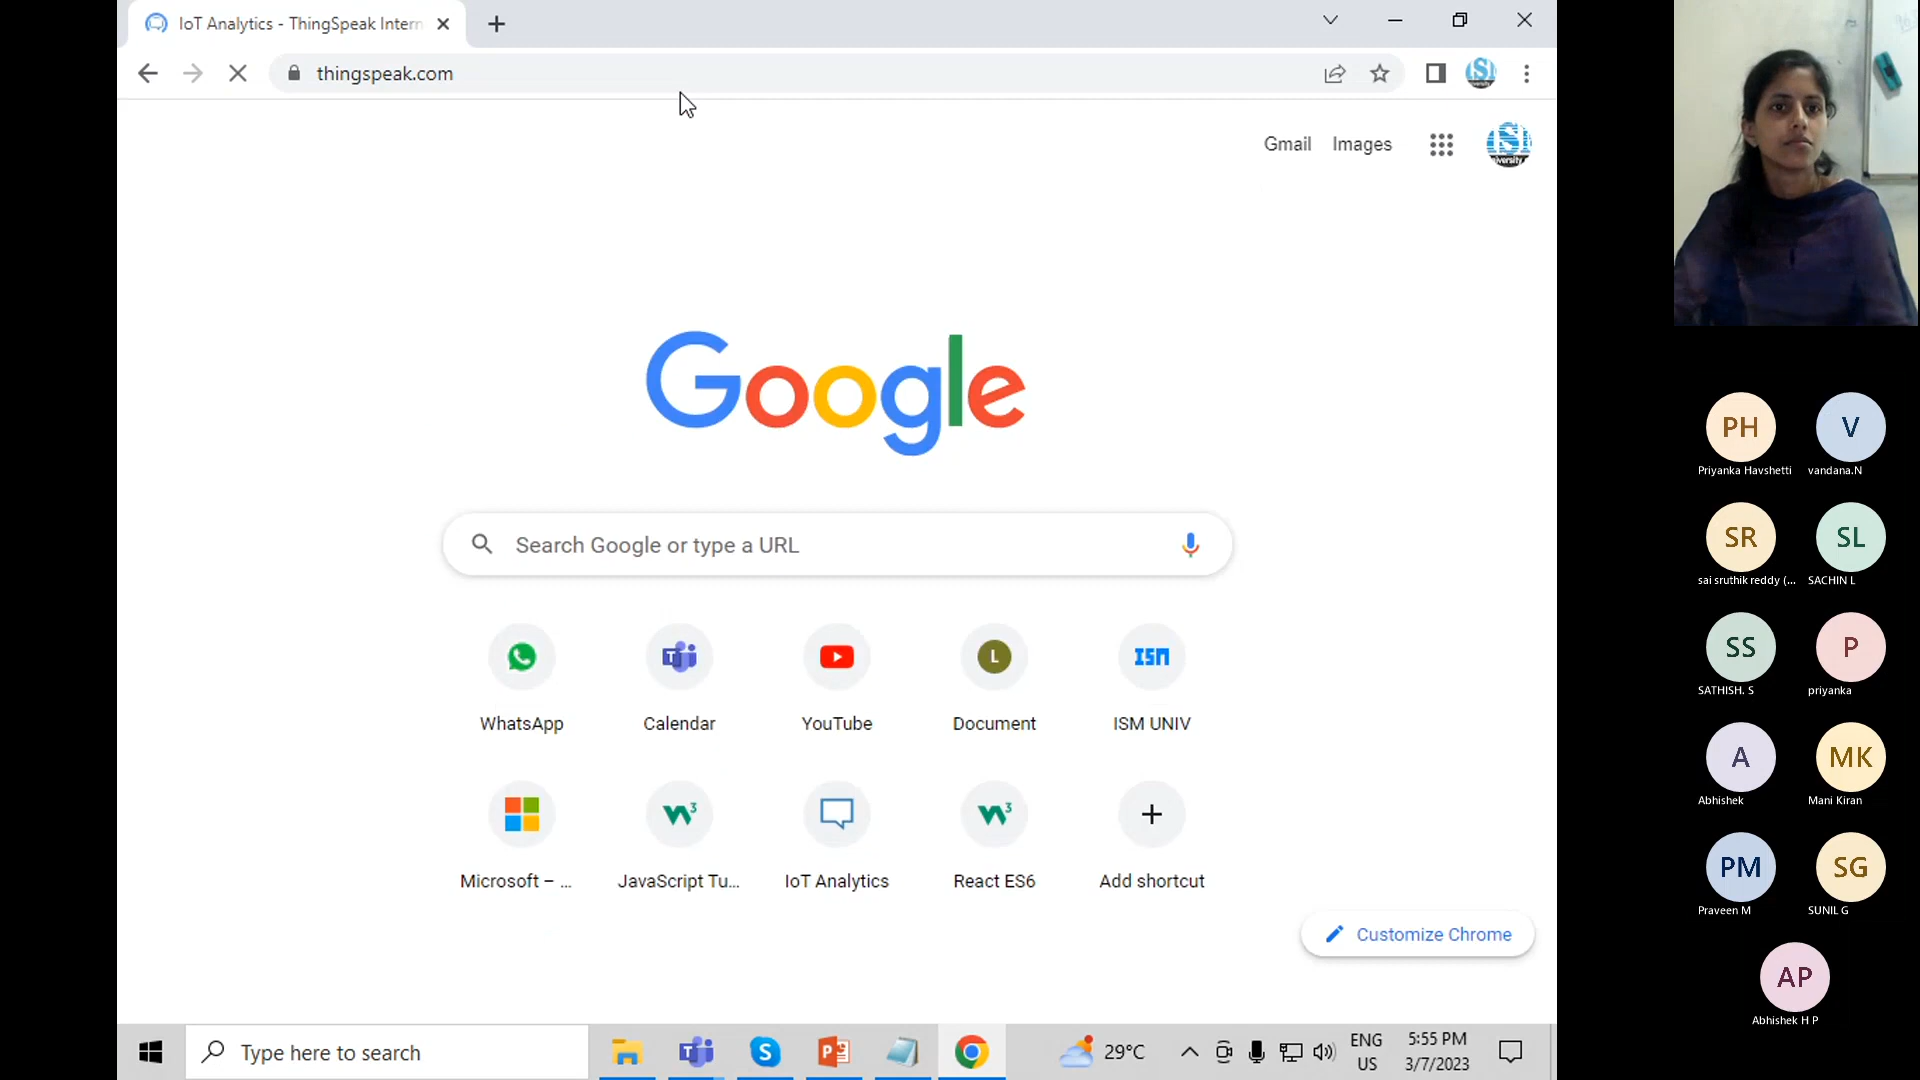 IoT Analytics - ThingSpeak Intern
thingspeak.com
Gmail Images
Google
Search Google or type a URL
L
ISM
WhatsApp
Calendar
YouTube
Document
ISM UNIV
Microsoft – ...
JavaScript Tu...
IoT Analytics
React ES6
Add shortcut
Customize Chrome
Type here to search
29°C
ENG
US
5:55 PM
3/7/2023
PH
Priyanka Havshetti
V
vandana.N
SR
sai sruthik reddy (...
SL
SACHIN L
SS
SATHISH. S
P
priyanka
A
Abhishek
MK
Mani Kiran
PM
Praveen M
SG
SUNIL G
AP
Abhishek H P